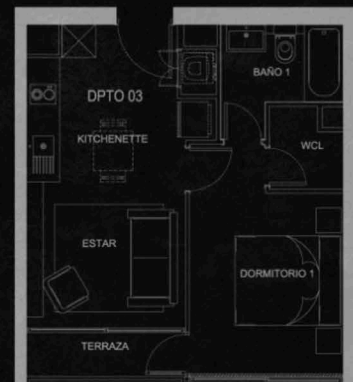 BAÑO 1
DPTO 03
KITCHENETTE
WCL
ESTAR
DORMITORIO 1
TERRAZA